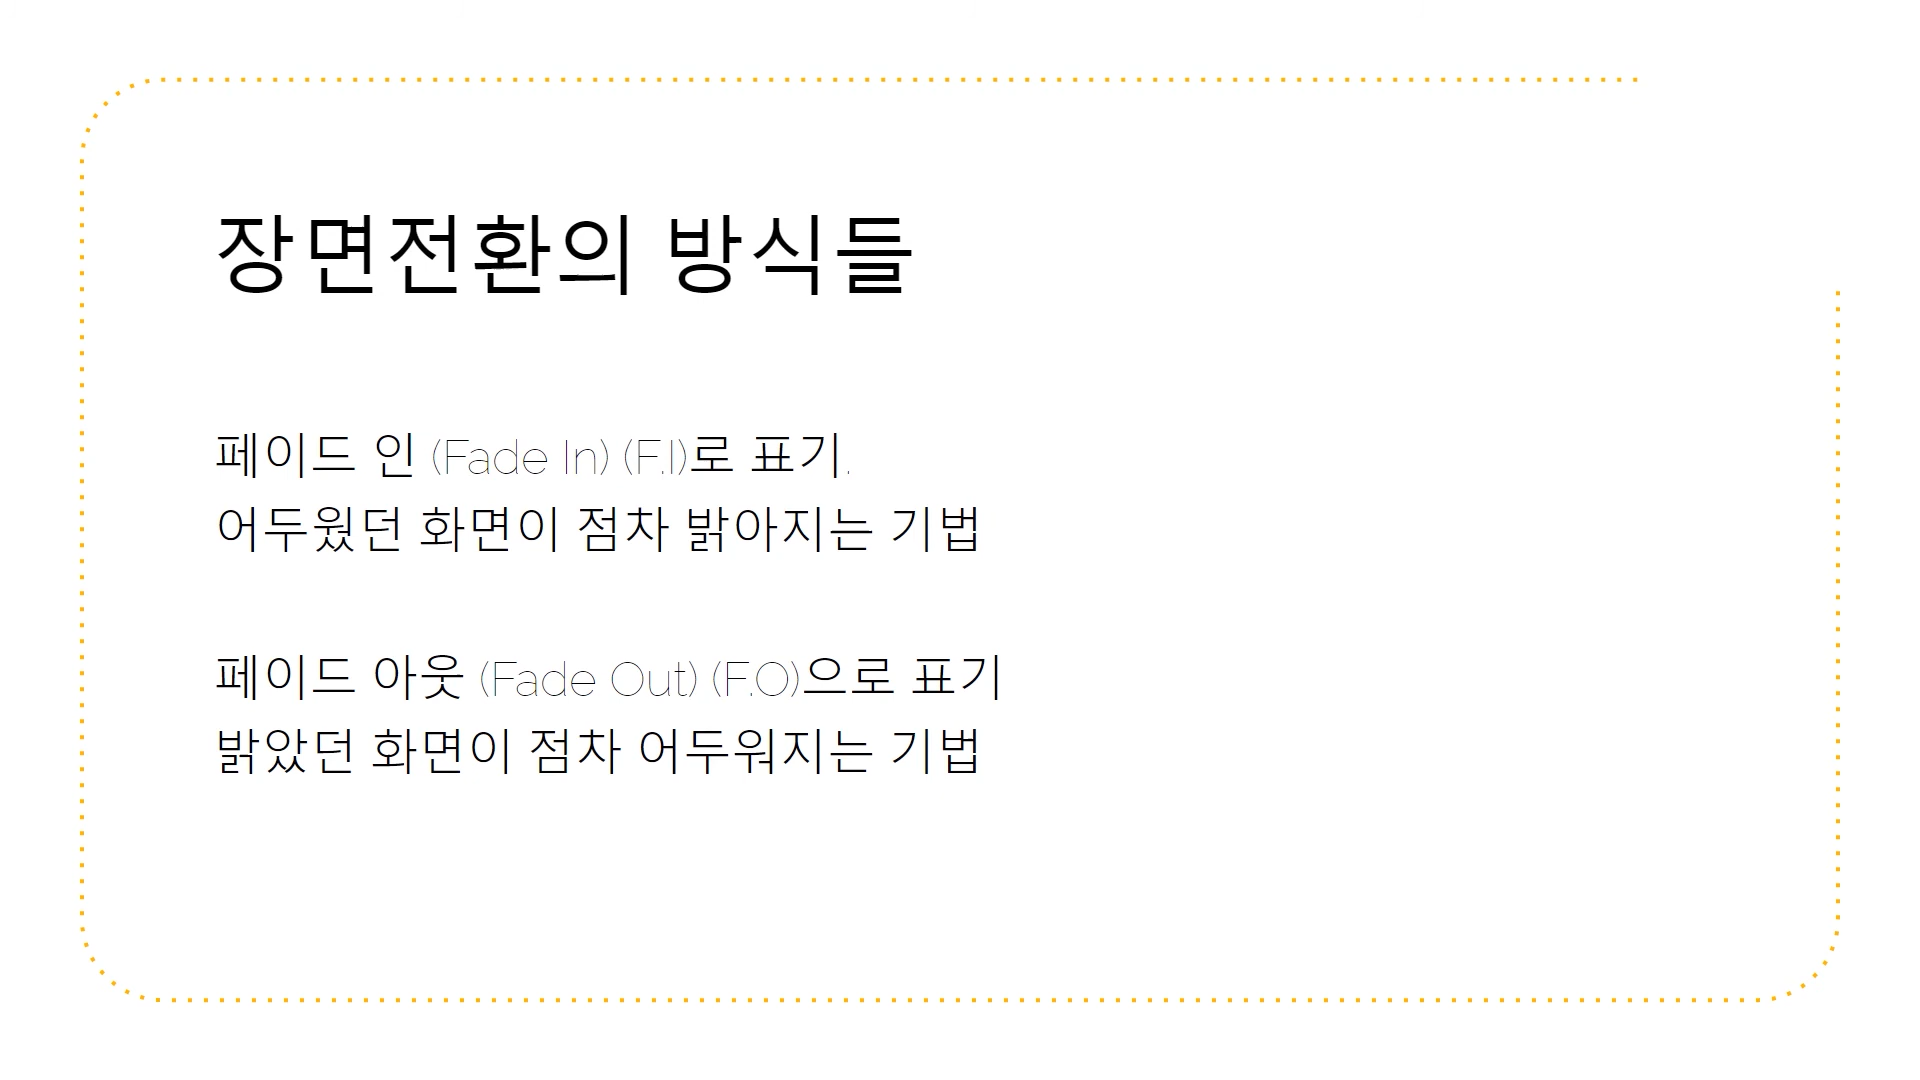 장면전환의 방식들
페이드 인 (Fade In) (F.I)로 표기.
어두웠던 화면이 점차 밝아지는 기법
페이드 아웃 (Fade Out) (F.O)으로 표기
밝았던 화면이 점차 어두워지는 기법